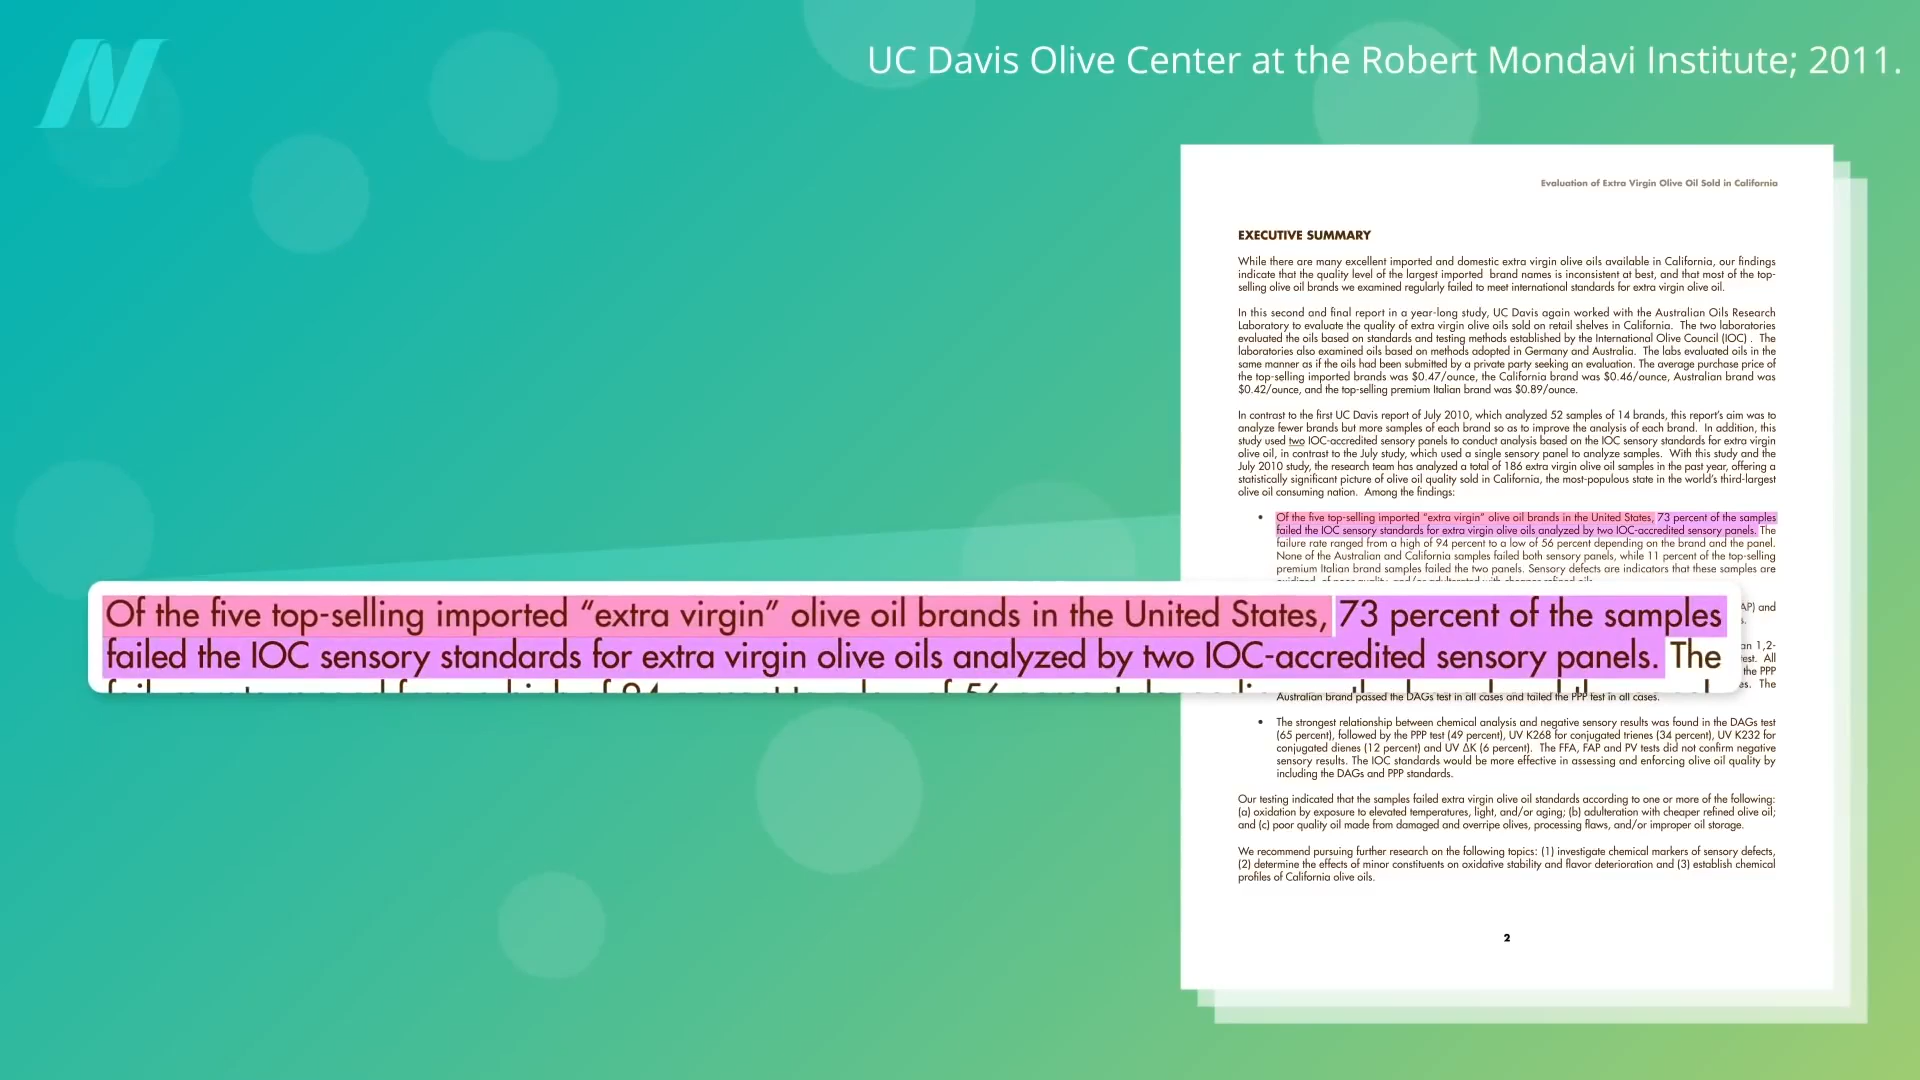 UC Davis Olive Center at the Robert Mondavi Institute; 2011.
Evaluation of Extra Virgin Olive Oil Sold in California
EXECUTIVE SUMMARY
While there are many excellent imported and domestic extra virgin olive oils available in California, our findings
indicate that the quality level of the largest imported brand names is inconsistent at best, and that most of the top-
selling olive oil brands we examined regularly failed to meet international standards for extra virgin olive oil.
In this second and final report in a year-long study, UC Davis again worked with the Australian Oils Research
Laboratory to evaluate the quality of extra virgin olive oils sold on retail shelves in California. The two laboratories
evaluated the oils based on standards and testing methods established by the International Olive Council (IOC) . The
laboratories also examined oils based on methods adopted in Germany and Australia. The labs evaluated oils in the
same manner as if the oils had been submitted by a private party seeking an evaluation. The average purchase price of
the top-selling imported brands was $0.47/ounce, the California brand was $0.46/ounce, Australian brand was
$0.42/ounce, and the top-selling premium Italian brand was $0.89/ounce.
In contrast to the first UC Davis report of July 2010, which analyzed 52 samples of 14 brands, this report's aim was to
analyze fewer brands but more samples of each brand so as to improve the analysis of each brand. In addition, this
study used two IOC-accredited sensory panels to conduct analysis based on the IOC sensory standards for extra virgin
olive oil, in contrast to the July study, which used a single sensory panel to analyze samples. With this study and the
July 2010 study, the research team has analyzed a total of 186 extra virgin olive oil samples in the past year, offering a
statistically significant picture of olive oil quality sold in California, the most-populous state in the world's third-largest
olive oil consuming nation. Among the findings:
• Of the five top-selling imported "extra virgin" olive oil brands in the United States, 73 percent of the samples
failed the IOC sensory standards for extra virgin olive oils analyzed by two IOC-accredited sensory panels. The
failure rate ranged from a high of 94 percent to a low of 56 percent depending on the brand and the panel.
None of the Australian and California samples failed both sensory panels, while 11 percent of the top-selling
premium Italian brand samples failed the two panels. Sensory defects are indicators that these samples are
Of the five top-selling imported “extra virgin” olive oil brands in the United States, 73 percent of the samples
failed the IOC sensory standards for extra virgin olive oils analyzed by two IOC-accredited sensory panels. The
AP) and
an 1,2-
est. All
the PPP
es. The
Australian brand passed the DAGs test in all cases and failed the PPP test in all cases.
• The strongest relationship between chemical analysis and negative sensory results was found in the DAGs test
(65 percent), followed by the PPP test (49 percent), UV K268 for conjugated trienes (34 percent), UV K232 for
conjugated dienes (12 percent) and UV ΔK (6 percent). The FFA, FAP and PV tests did not confirm negative
sensory results. The IOC standards would be more effective in assessing and enforcing olive oil quality by
including the DAGs and PPP standards.
Our testing indicated that the samples failed extra virgin olive oil standards according to one or more of the following:
(a) oxidation by exposure to elevated temperatures, light, and/or aging; (b) adulteration with cheaper refined olive oil;
and (c) poor quality oil made from damaged and overripe olives, processing flaws, and/or improper oil storage.
We recommend pursuing further research on the following topics: (1) investigate chemical markers of sensory defects,
(2) determine the effects of minor constituents on oxidative stability and flavor deterioration and (3) establish chemical
profiles of California olive oils.
2